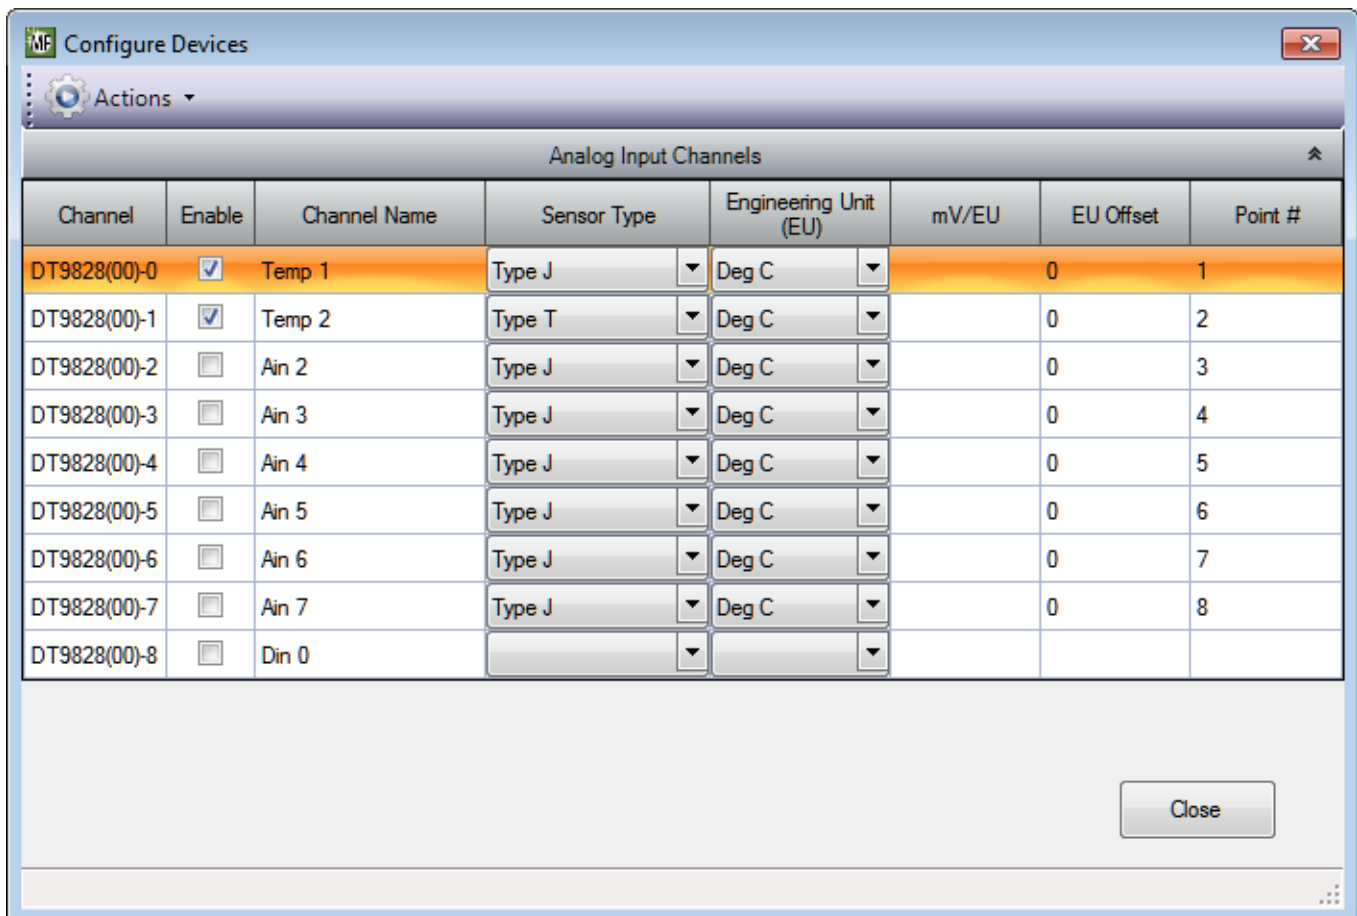 MF Configure Devices
Actions
Analog Input Channels
Channel Enable Channel Name Sensor Type Engineering Unit (EU) mV/EU EU Offset Point #
DT9828(00)-0 Temp 1 Type J Deg C 0 1
DT9828(00)-1 Temp 2 Type T Deg C 0 2
DT9828(00)-2 Ain 2 Type J Deg C 0 3
DT9828(00)-3 Ain 3 Type J Deg C 0 4
DT9828(00)-4 Ain 4 Type J Deg C 0 5
DT9828(00)-5 Ain 5 Type J Deg C 0 6
DT9828(00)-6 Ain 6 Type J Deg C 0 7
DT9828(00)-7 Ain 7 Type J Deg C 0 8
DT9828(00)-8 Din 0
Close